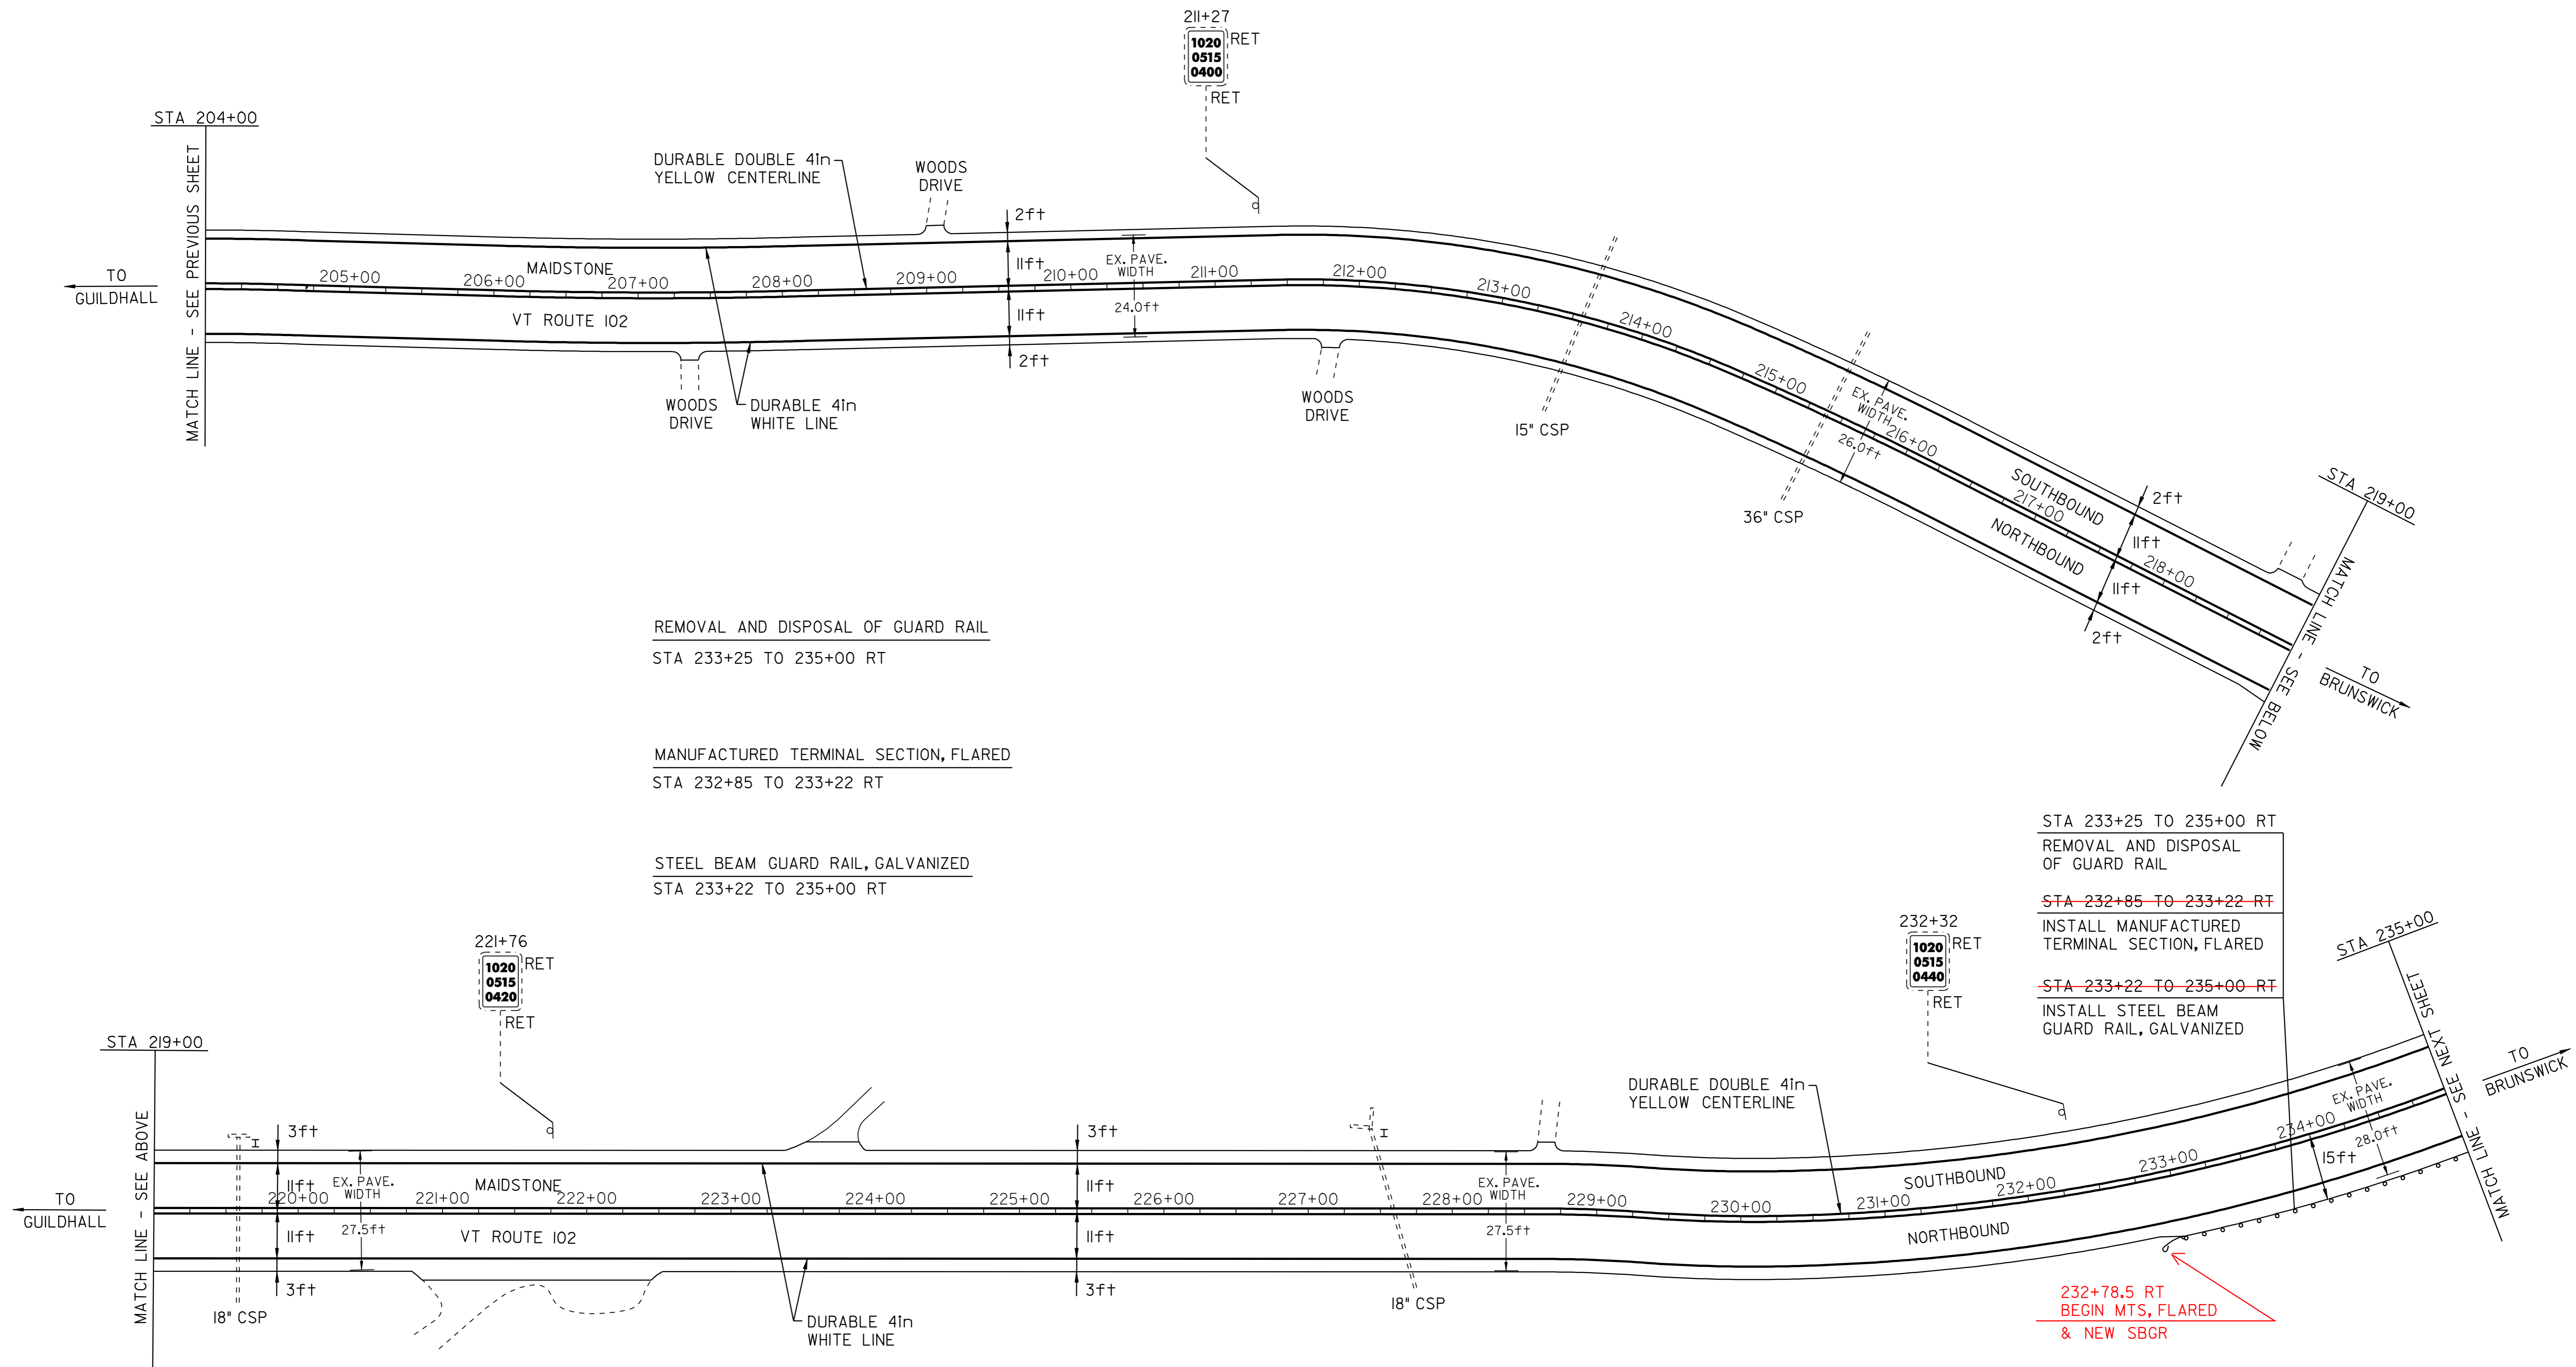 211+27
1020 RET
0515
0400
RET
STA 204+00
MATCH LINE - SEE PREVIOUS SHEET
TO
GUILDHALL
DURABLE DOUBLE 4in
YELLOW CENTERLINE
WOODS
DRIVE
2ft
11ft
11ft
2ft
EX. PAVE.
WIDTH
24.0ft
MAIDSTONE
205+00 206+00 207+00 208+00 209+00 210+00 211+00 212+00 213+00 214+00 215+00 216+00 217+00 218+00
VT ROUTE 102
WOODS
DRIVE
DURABLE 4in
WHITE LINE
WOODS
DRIVE
15" CSP
36" CSP
EX. PAVE.
WIDTH
26.0ft
SOUTHBOUND
NORTHBOUND
2ft
11ft
11ft
2ft
STA 219+00
MATCH LINE - SEE BELOW
TO
BRUNSWICK
REMOVAL AND DISPOSAL OF GUARD RAIL
STA 233+25 TO 235+00 RT
MANUFACTURED TERMINAL SECTION, FLARED
STA 232+85 TO 233+22 RT
STEEL BEAM GUARD RAIL, GALVANIZED
STA 233+22 TO 235+00 RT
STA 233+25 TO 235+00 RT
REMOVAL AND DISPOSAL
OF GUARD RAIL
STA 232+85 TO 233+22 RT
INSTALL MANUFACTURED
TERMINAL SECTION, FLARED
STA 233+22 TO 235+00 RT
INSTALL STEEL BEAM
GUARD RAIL, GALVANIZED
221+76
1020 RET
0515
0420
RET
232+32
1020 RET
0515
0440
RET
STA 219+00
MATCH LINE - SEE ABOVE
TO
GUILDHALL
I
18" CSP
3ft
11ft
11ft
3ft
EX. PAVE.
WIDTH
27.5ft
MAIDSTONE
220+00 221+00 222+00 223+00 224+00 225+00 226+00 227+00 228+00 229+00 230+00 231+00 232+00 233+00 234+00
VT ROUTE 102
DURABLE 4in
WHITE LINE
3ft
11ft
11ft
3ft
I
18" CSP
EX. PAVE.
WIDTH
27.5ft
DURABLE DOUBLE 4in
YELLOW CENTERLINE
SOUTHBOUND
NORTHBOUND
15ft
EX. PAVE.
WIDTH
28.0ft
STA 235+00
MATCH LINE - SEE NEXT SHEET
TO
BRUNSWICK
232+78.5 RT
BEGIN MTS, FLARED
& NEW SBGR